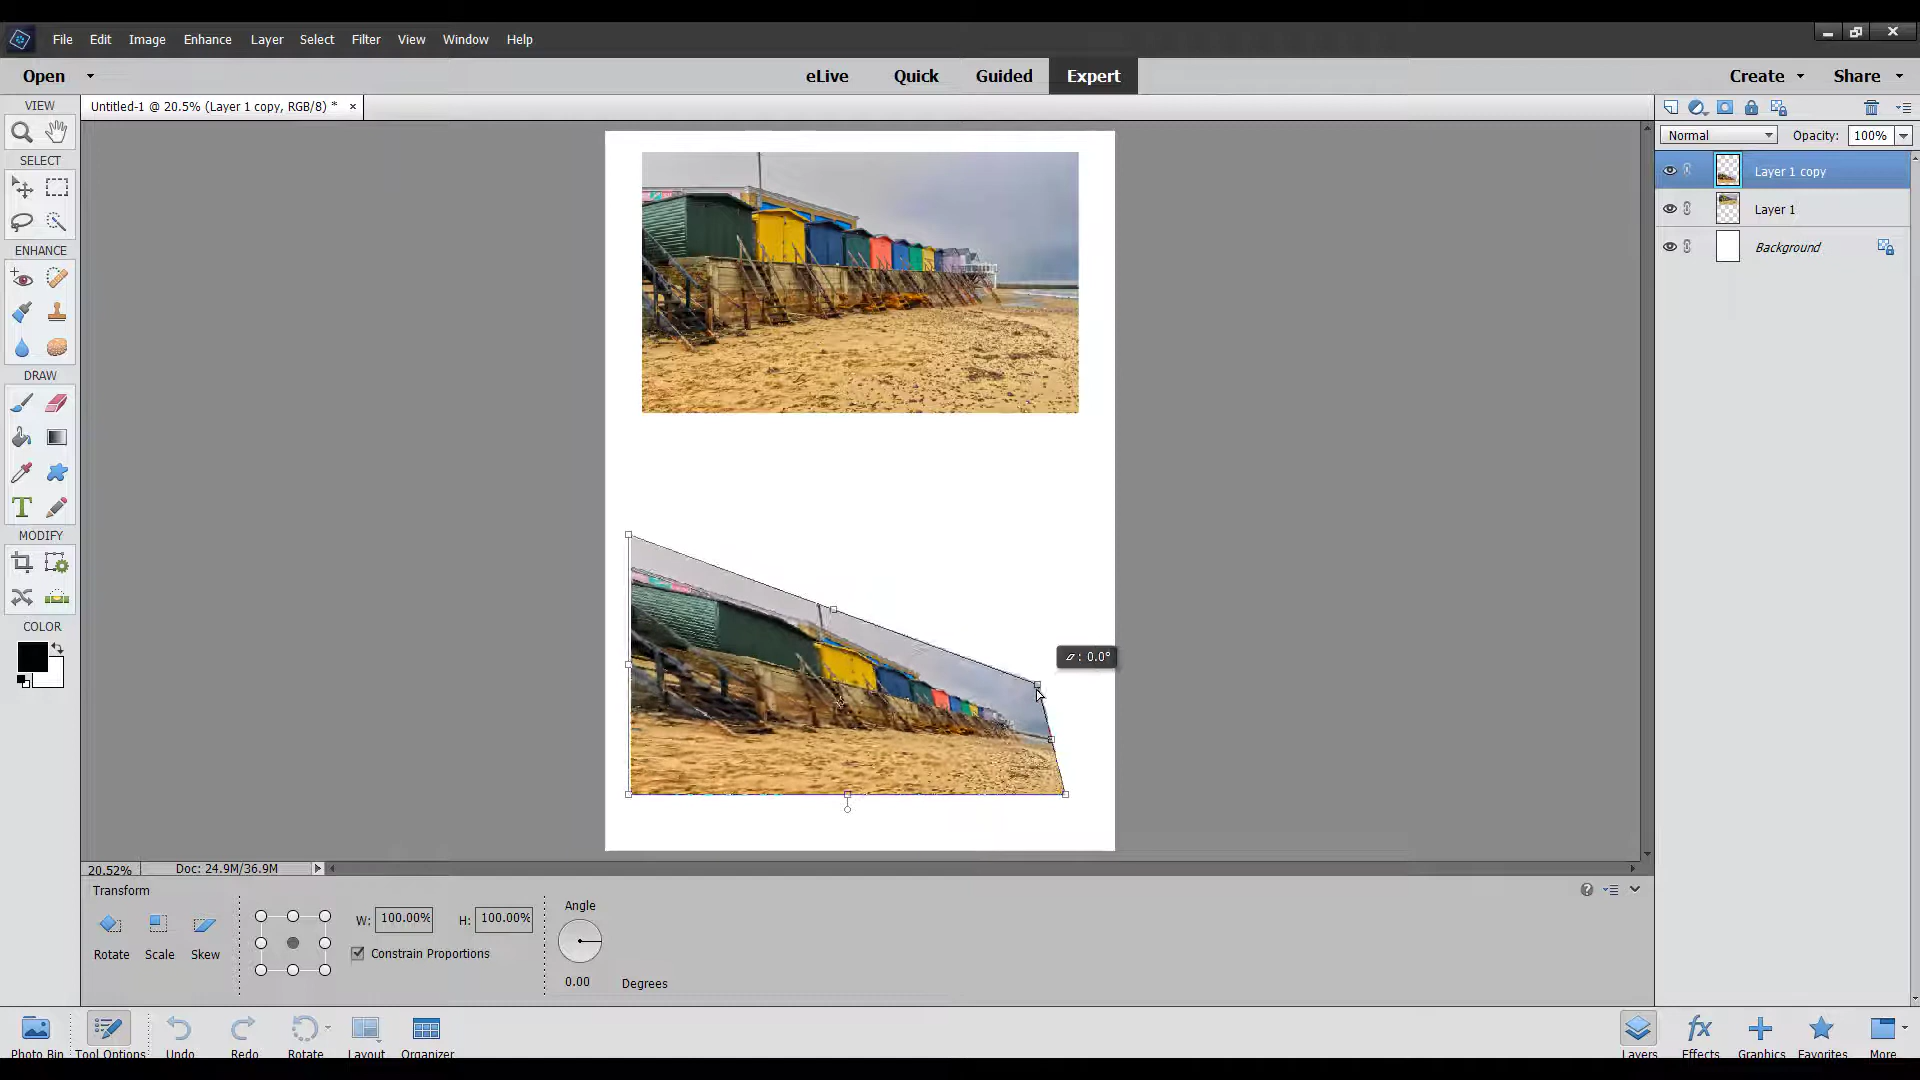 File Edit Image Enhance Layer Select Filter View Window Help
Open eLive Quick Guided Expert Create Share
VIEW
Untitled-1 @ 20.5% (Layer 1 copy, RGB/8) * ×
Normal Opacity: 100%
SELECT
Layer 1 copy
Layer 1
Background
ENHANCE
DRAW
T
MODIFY
COLOR
: 0.0°
20.52% Doc: 24.9M/36.9M
Transform
Rotate Scale Skew
W: 100.00% H: 100.00%
Constrain Proportions
Angle
0.00 Degrees
Photo Bin Tool Options Undo Redo Rotate Layout Organizer
fx
Layers Effects Graphics Favorites More